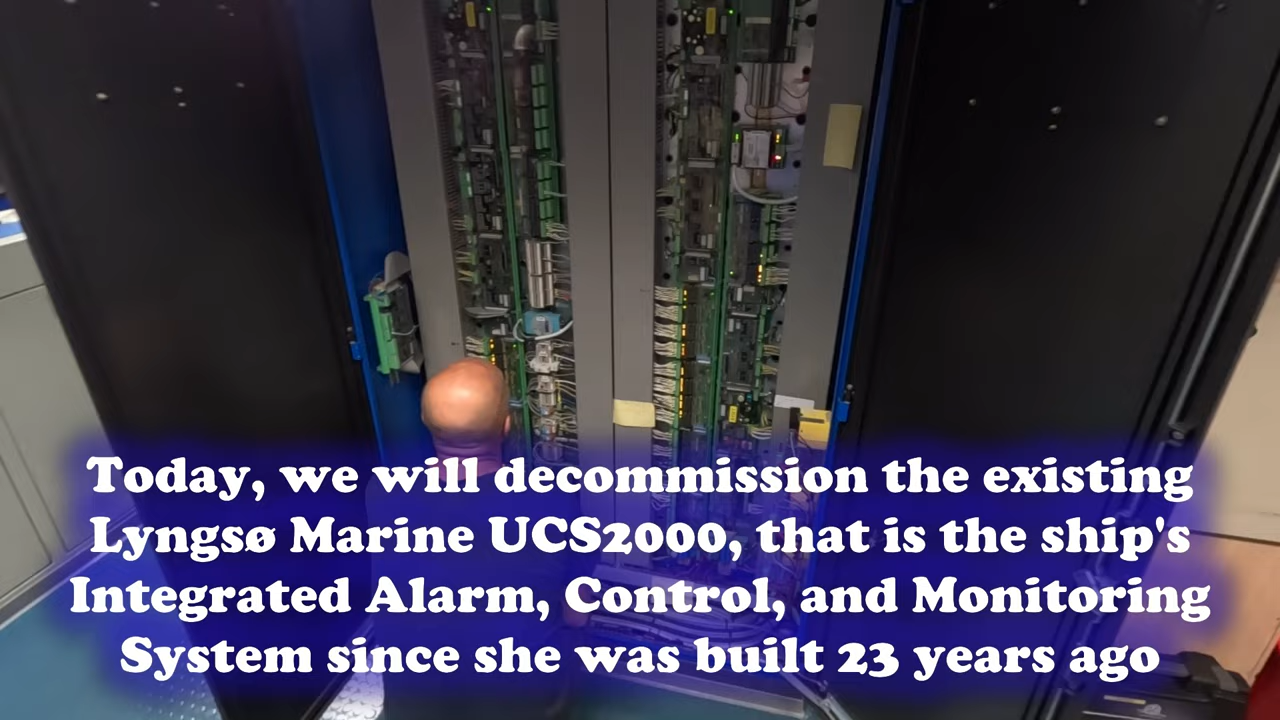 Today, we will decommission the existing
Lyngsø Marine UCS2000, that is the ship's
Integrated Alarm, Control, and Monitoring
System since she was built 23 years ago